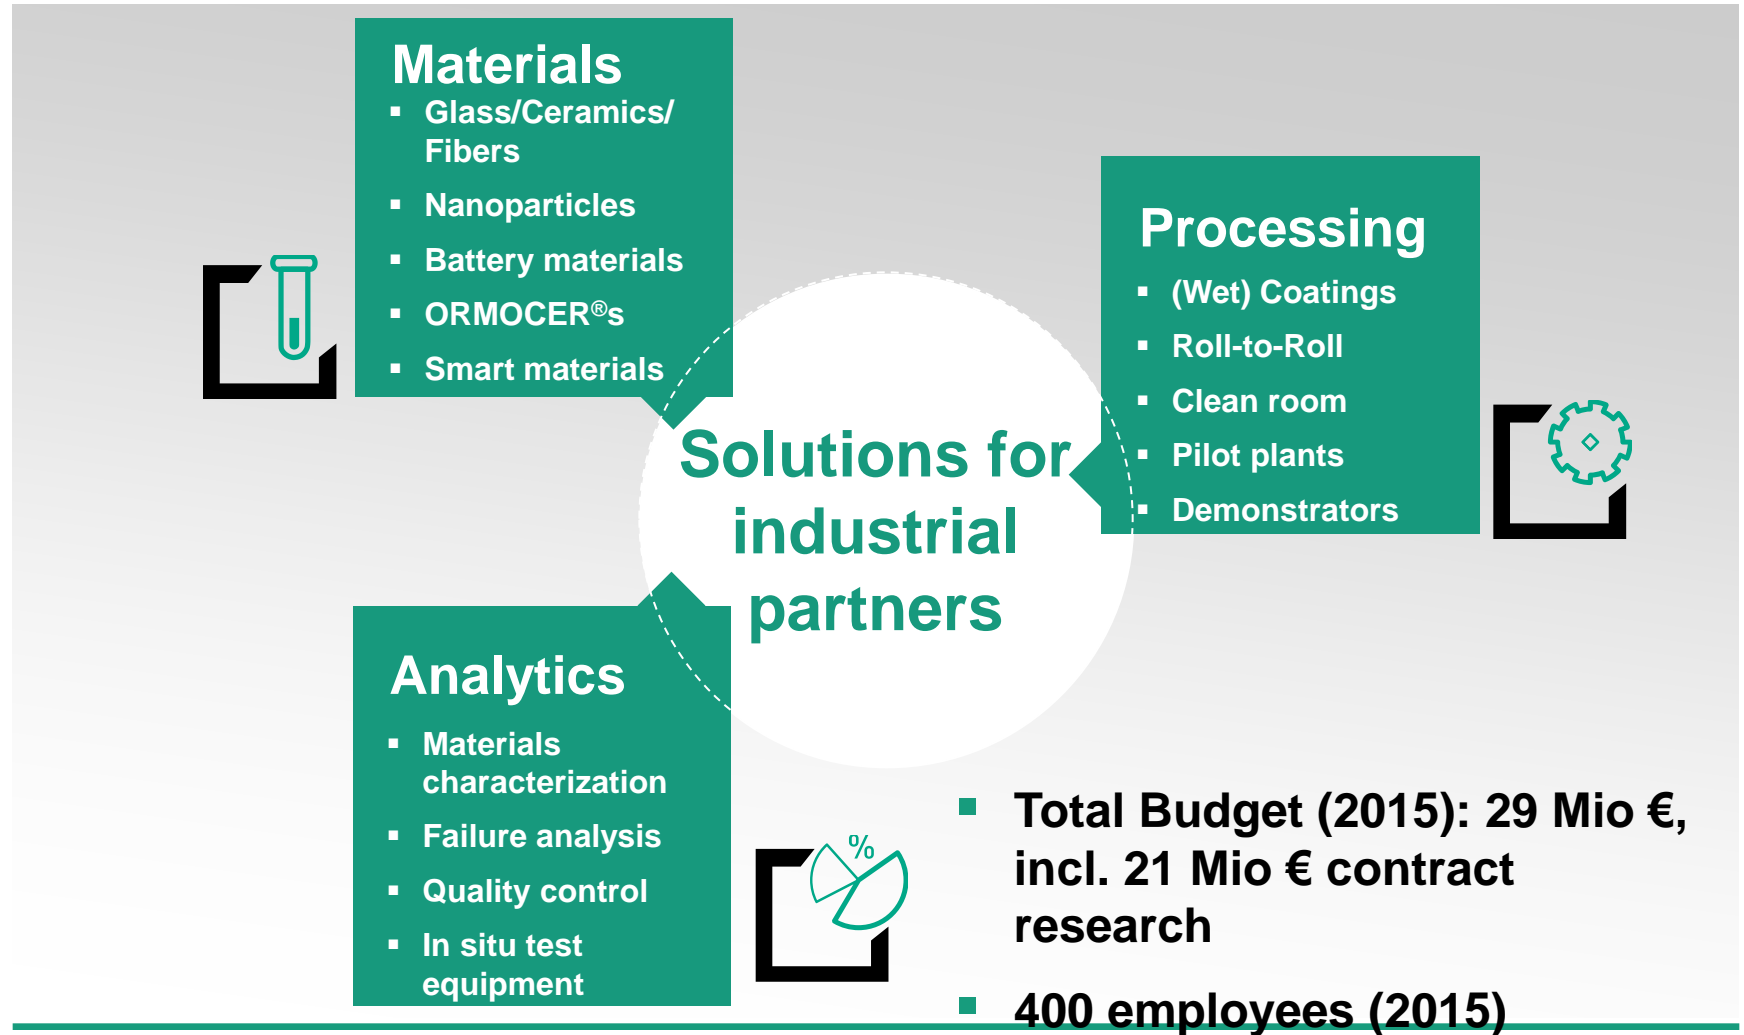 Materials
▪ Glass/Ceramics/
Fibers
▪ Nanoparticles
▪ Battery materials
▪ ORMOCER®s
▪ Smart materials
Processing
▪ (Wet) Coatings
▪ Roll-to-Roll
▪ Clean room
▪ Pilot plants
▪ Demonstrators
Solutions for
industrial
partners
Analytics
▪ Materials
characterization
▪ Failure analysis
▪ Quality control
▪ In situ test
equipment
%
▪ Total Budget (2015): 29 Mio €,
incl. 21 Mio € contract
research
▪ 400 employees (2015)